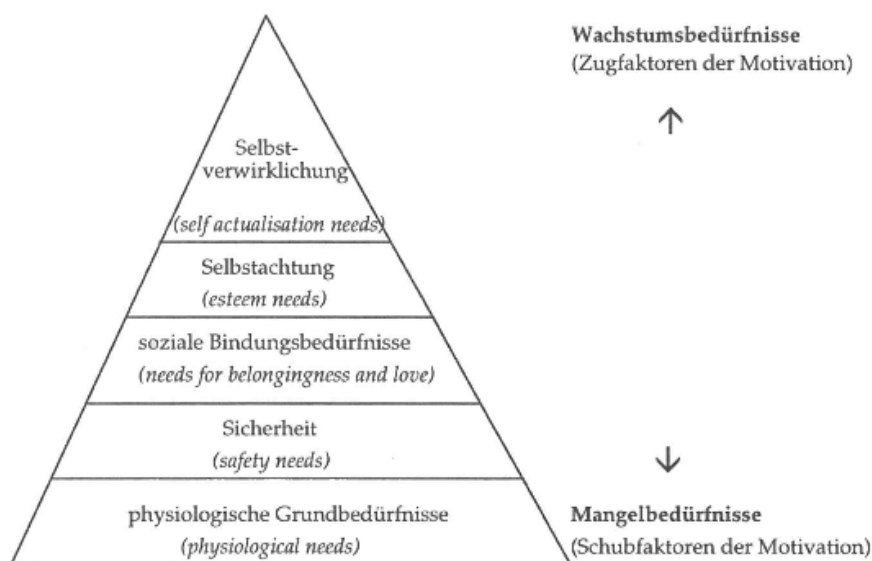 Wachstumsbedürfnisse
(Zugfaktoren der Motivation)
↑
Selbst-
verwirklichung
(self actualisation needs)
Selbstachtung
(esteem needs)
soziale Bindungsbedürfnisse
(needs for belongingness and love)
Sicherheit
(safety needs)
↓
physiologische Grundbedürfnisse
(physiological needs)
Mangelbedürfnisse
(Schubfaktoren der Motivation)